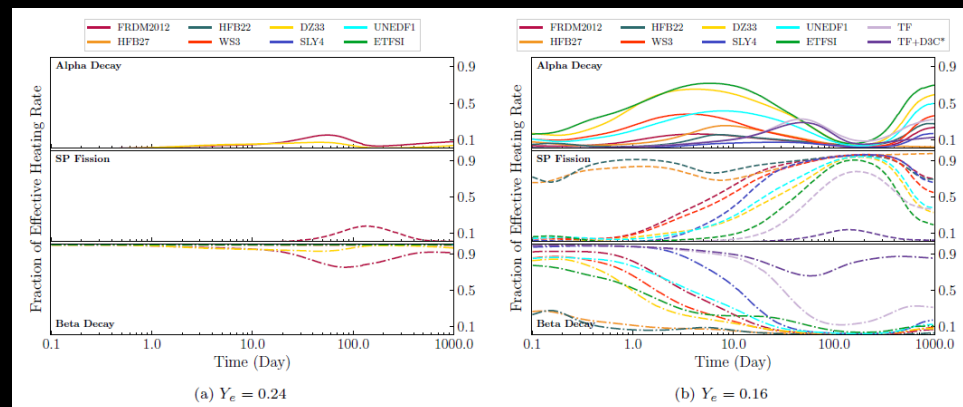 FRDM2012 HFB22 DZ33 UNEDF1
HFB27 WS3 SLY4 ETFSI
Alpha Decay
0.9
0.5
0.1
SP Fission
0.9
0.5
0.1
0.9
0.5
0.1
Beta Decay
Fraction of Effective Heating Rate
0.1 1.0 10.0 100.0 1000.0
Time (Day)
(a) Y_e = 0.24
FRDM2012 HFB22 DZ33 UNEDF1 TF
HFB27 WS3 SLY4 ETFSI TF+D3C*
Alpha Decay
0.9
0.5
0.1
SP Fission
0.9
0.5
0.1
0.9
0.5
0.1
Beta Decay
Fraction of Effective Heating Rate
0.1 1.0 10.0 100.0 1000.0
Time (Day)
(b) Y_e = 0.16